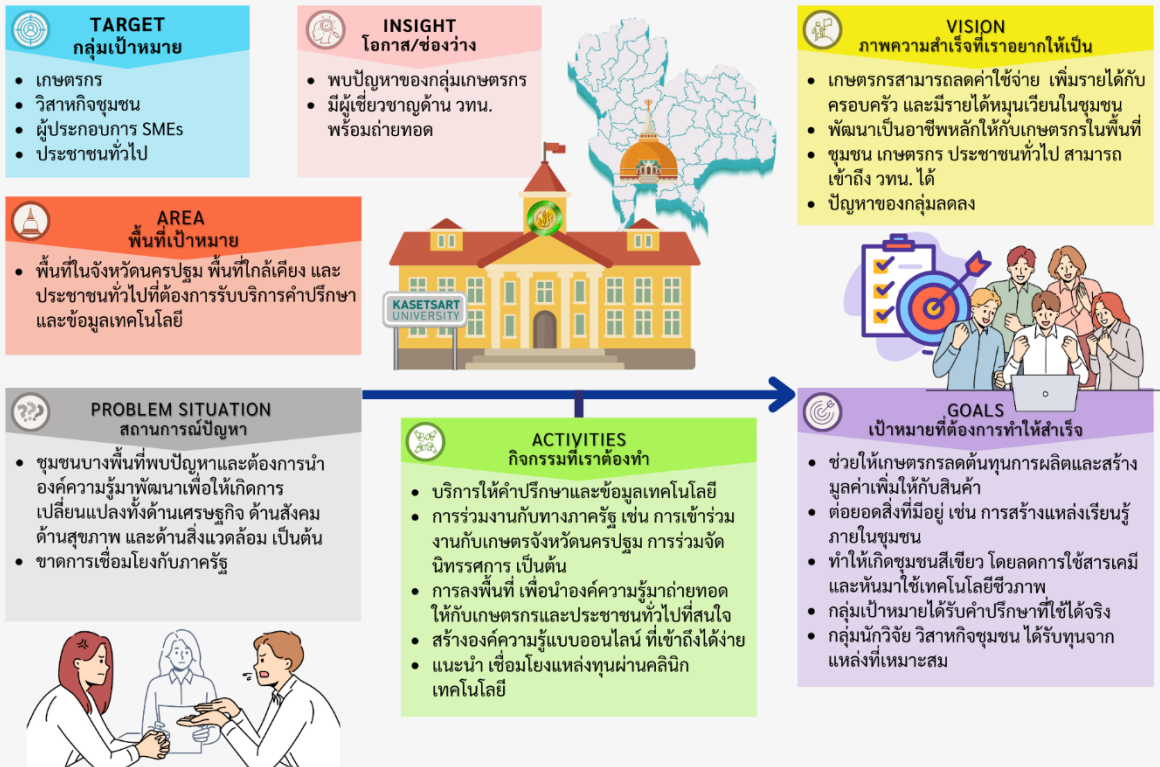 TARGET
กลุ่มเป้าหมาย
• เกษตรกร
• วิสาหกิจชุมชน
• ผู้ประกอบการ SMEs
• ประชาชนทั่วไป
INSIGHT
โอกาส/ช่องว่าง
• พบปัญหาของกลุ่มเกษตรกร
• มีผู้เชี่ยวชาญด้าน วทน.
พร้อมถ่ายทอด
VISION
ภาพความสำเร็จที่เราอยากให้เป็น
• เกษตรกรสามารถลดค่าใช้จ่าย เพิ่มรายได้กับ
ครอบครัว และมีรายได้หมุนเวียนในชุมชน
• พัฒนาเป็นอาชีพหลักให้กับเกษตรกรในพื้นที่
• ชุมชน เกษตรกร ประชาชนทั่วไป สามารถ
เข้าถึง วทน. ได้
• ปัญหาของกลุ่มลดลง
AREA
พื้นที่เป้าหมาย
• พื้นที่ในจังหวัดนครปฐม พื้นที่ใกล้เคียง และ
ประชาชนทั่วไปที่ต้องการรับบริการคำปรึกษา
และข้อมูลเทคโนโลยี
KASETSART
UNIVERSITY
PROBLEM SITUATION
สถานการณ์ปัญหา
• ชุมชนบางพื้นที่พบปัญหาและต้องการนำ
องค์ความรู้มาพัฒนาเพื่อให้เกิดการ
เปลี่ยนแปลงทั้งด้านเศรษฐกิจ ด้านสังคม
ด้านสุขภาพ และด้านสิ่งแวดล้อม เป็นต้น
• ขาดการเชื่อมโยงกับภาครัฐ
ACTIVITIES
กิจกรรมที่เราต้องทำ
• บริการให้คำปรึกษาและข้อมูลเทคโนโลยี
• การร่วมงานกับทางภาครัฐ เช่น การเข้าร่วม
งานกับเกษตรจังหวัดนครปฐม การร่วมจัด
นิทรรศการ เป็นต้น
• การลงพื้นที่ เพื่อนำองค์ความรู้มาถ่ายทอด
ให้กับเกษตรกรและประชาชนทั่วไปที่สนใจ
• สร้างองค์ความรู้แบบออนไลน์ ที่เข้าถึงได้ง่าย
• แนะนำ เชื่อมโยงแหล่งทุนผ่านคลินิก
เทคโนโลยี
GOALS
เป้าหมายที่ต้องการทำให้สำเร็จ
• ช่วยให้เกษตรกรลดต้นทุนการผลิตและสร้าง
มูลค่าเพิ่มให้กับสินค้า
• ต่อยอดสิ่งที่มีอยู่ เช่น การสร้างแหล่งเรียนรู้
ภายในชุมชน
• ทำให้เกิดชุมชนสีเขียว โดยลดการใช้สารเคมี
และหันมาใช้เทคโนโลยีชีวภาพ
• กลุ่มเป้าหมายได้รับคำปรึกษาที่ใช้ได้จริง
• กลุ่มนักวิจัย วิสาหกิจชุมชน ได้รับทุนจาก
แหล่งที่เหมาะสม